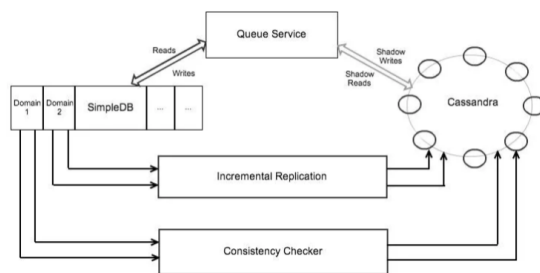 Queue Service
Reads
Writes
Shadow
Writes
Shadow
Reads
Domain
1
Domain
2
SimpleDB
...
...
Cassandra
Incremental Replication
Consistency Checker